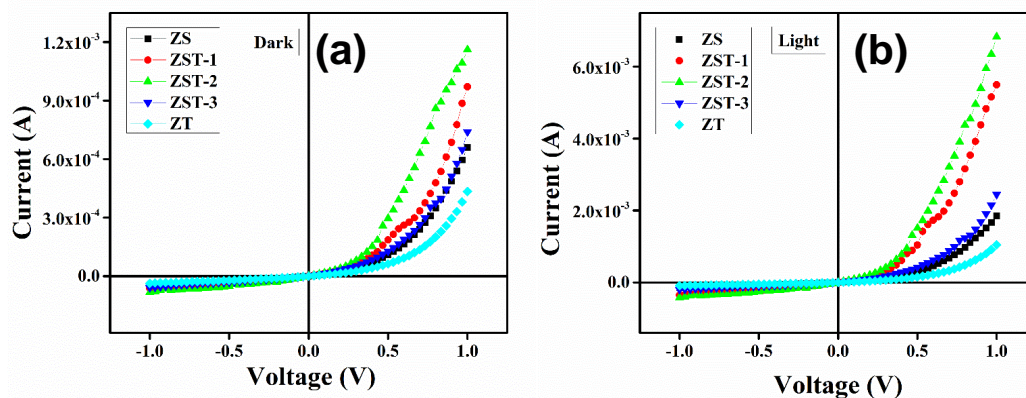 (a)
Dark
ZS
ZST-1
ZST-2
ZST-3
ZT
1.2x10⁻³
9.0x10⁻⁴
6.0x10⁻⁴
3.0x10⁻⁴
0.0
Current (A)
-1.0 -0.5 0.0 0.5 1.0
Voltage (V)
(b)
Light
ZS
ZST-1
ZST-2
ZST-3
ZT
6.0x10⁻³
4.0x10⁻³
2.0x10⁻³
0.0
Current (A)
-1.0 -0.5 0.0 0.5 1.0
Voltage (V)